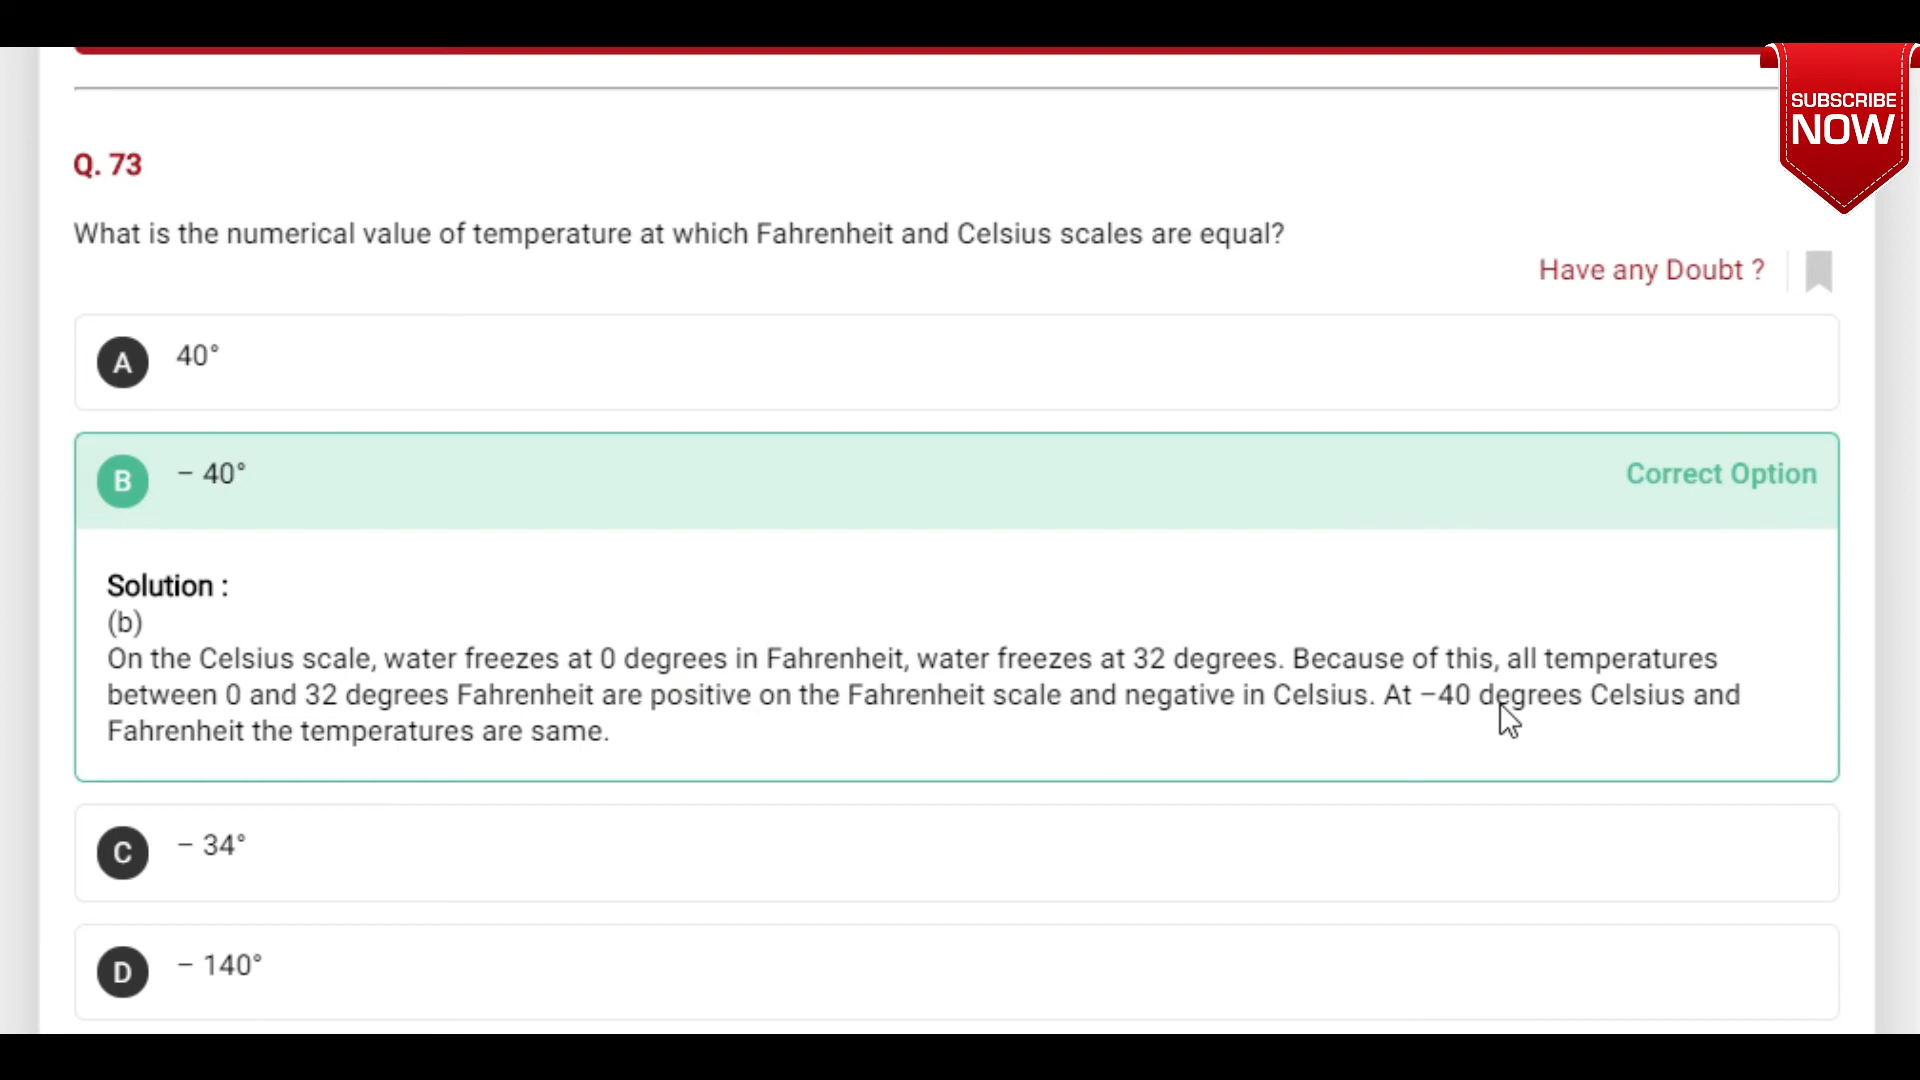 SUBSCRIBE
NOW
Q. 73
What is the numerical value of temperature at which Fahrenheit and Celsius scales are equal?
Have any Doubt ?
A 40°
B – 40° Correct Option
Solution :
(b)
On the Celsius scale, water freezes at 0 degrees in Fahrenheit, water freezes at 32 degrees. Because of this, all temperatures
between 0 and 32 degrees Fahrenheit are positive on the Fahrenheit scale and negative in Celsius. At –40 degrees Celsius and
Fahrenheit the temperatures are same.
C – 34°
D – 140°